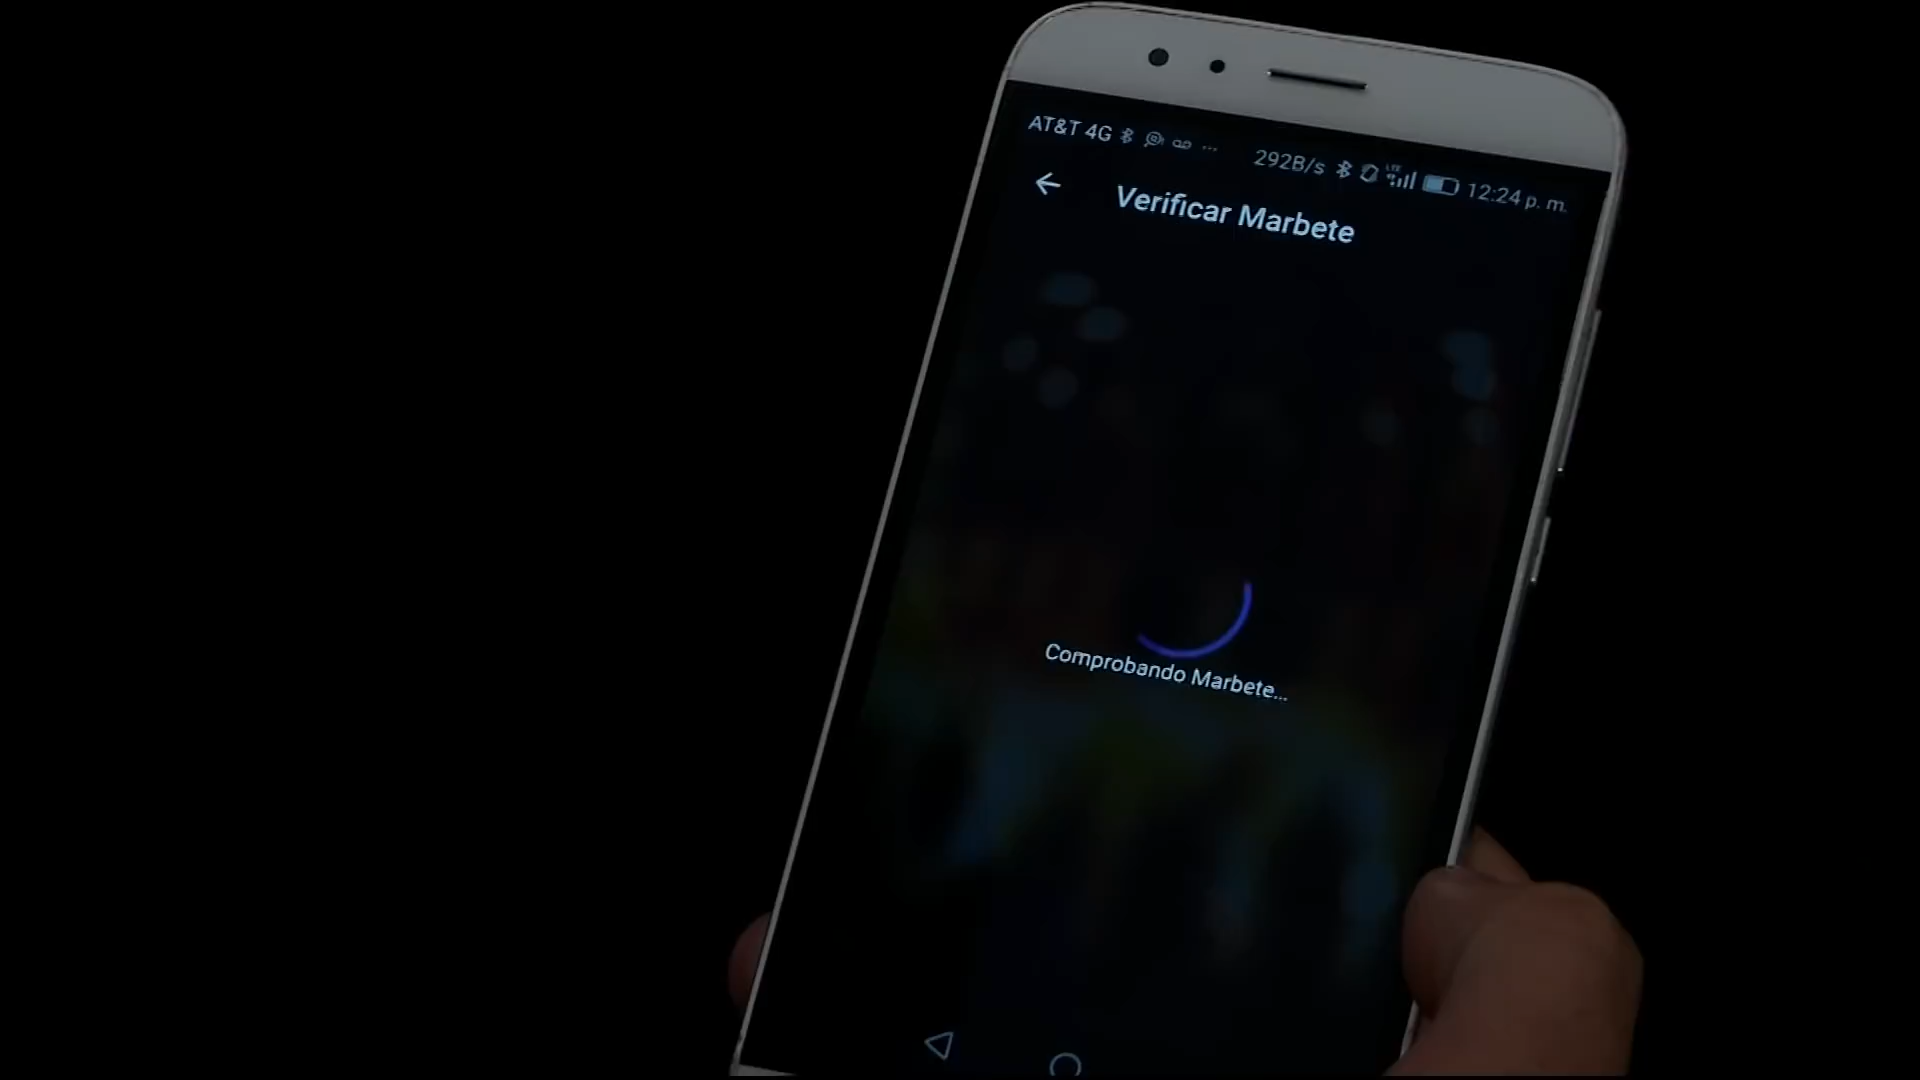 AT&T 4G 292B/s 12:24 p. m.
Verificar Marbete
Comprobando Marbete...